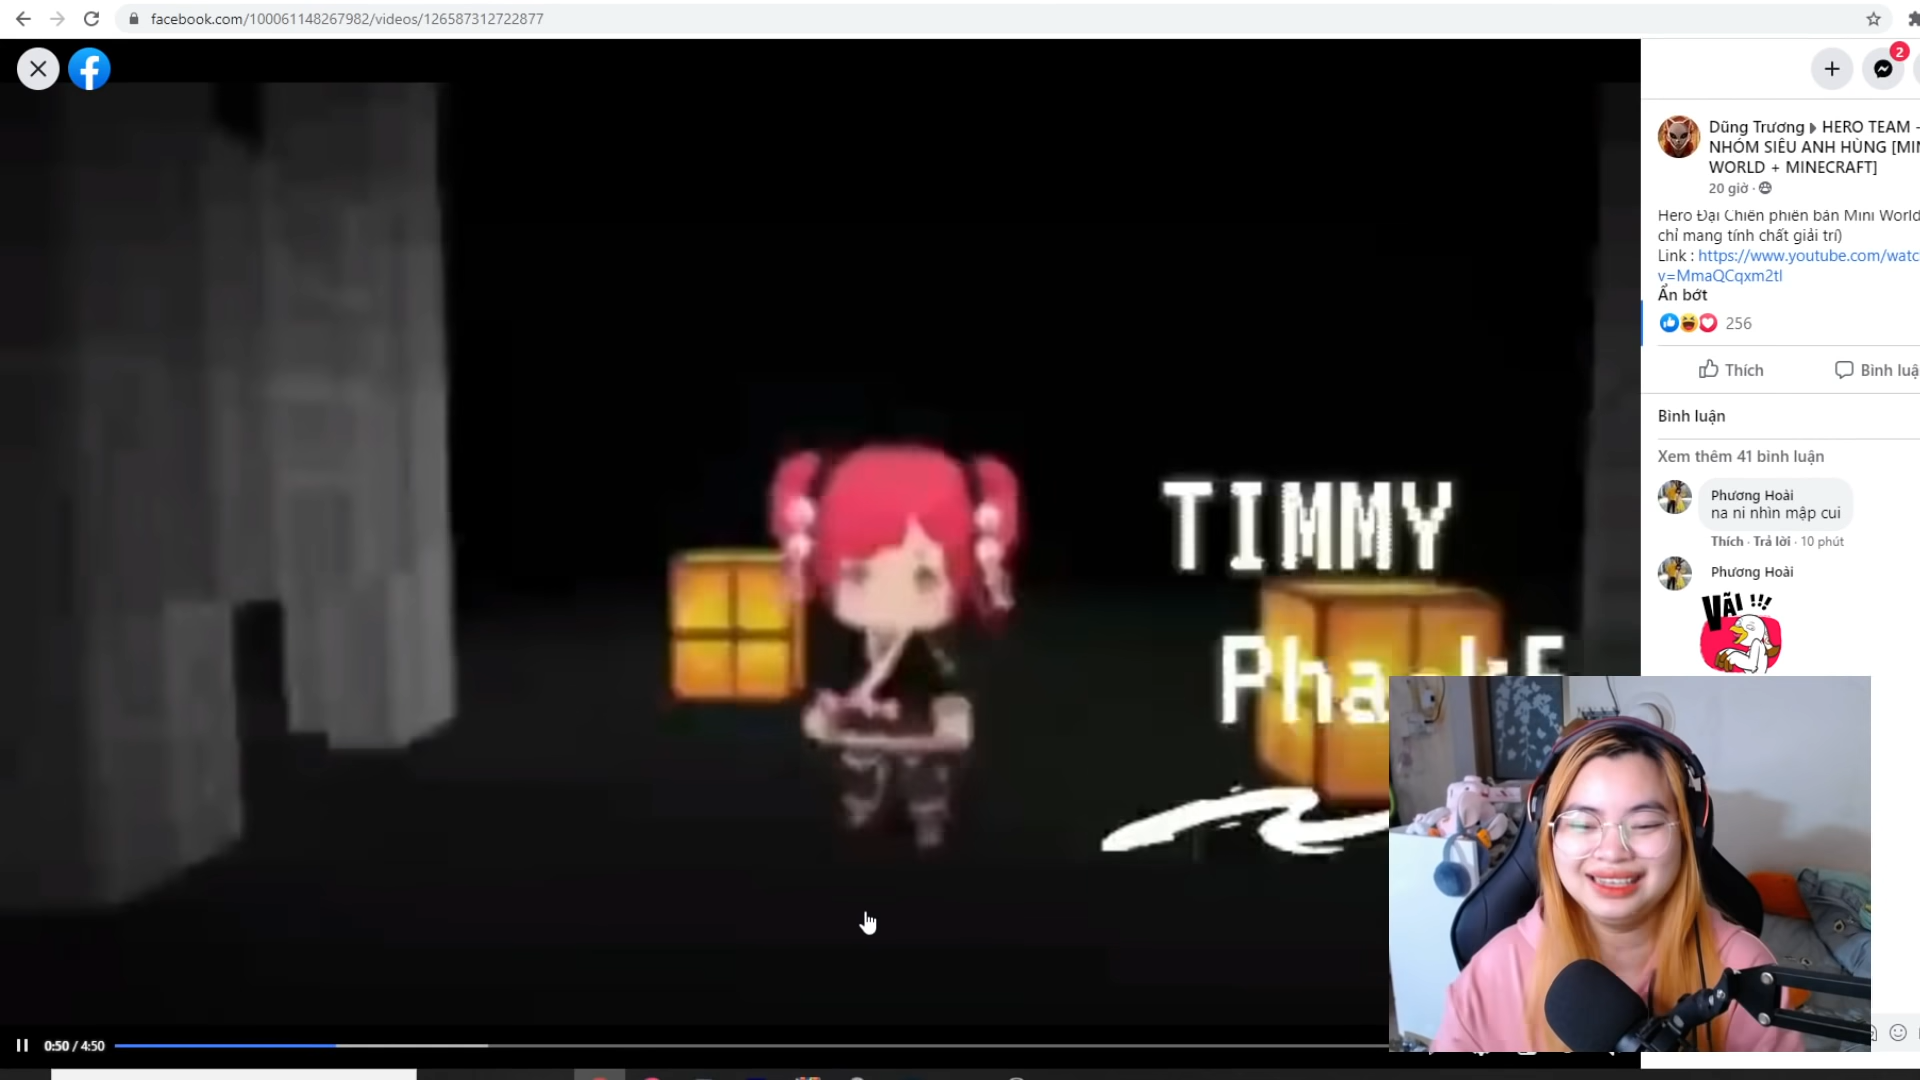 facebook.com/100061148267982/videos/126587312722877
2
Dũng Trương HERO TEAM -
NHÓM SIÊU ANH HÙNG [MIN
WORLD + MINECRAFT]
20 giờ ·
Hero Đại Chiến phiên bản Mini World
chỉ mang tính chất giải trí)
Link : https://www.youtube.com/watc
v=MmaQCqxm2tI
Ẩn bớt
256
Thích
Bình luậ
Bình luận
Xem thêm 41 bình luận
Phương Hoài
na ni nhìn mập cui
Thích · Trả lời · 10 phút
Phương Hoài
VÃI !!!
TIMMY
0:50 / 4:50